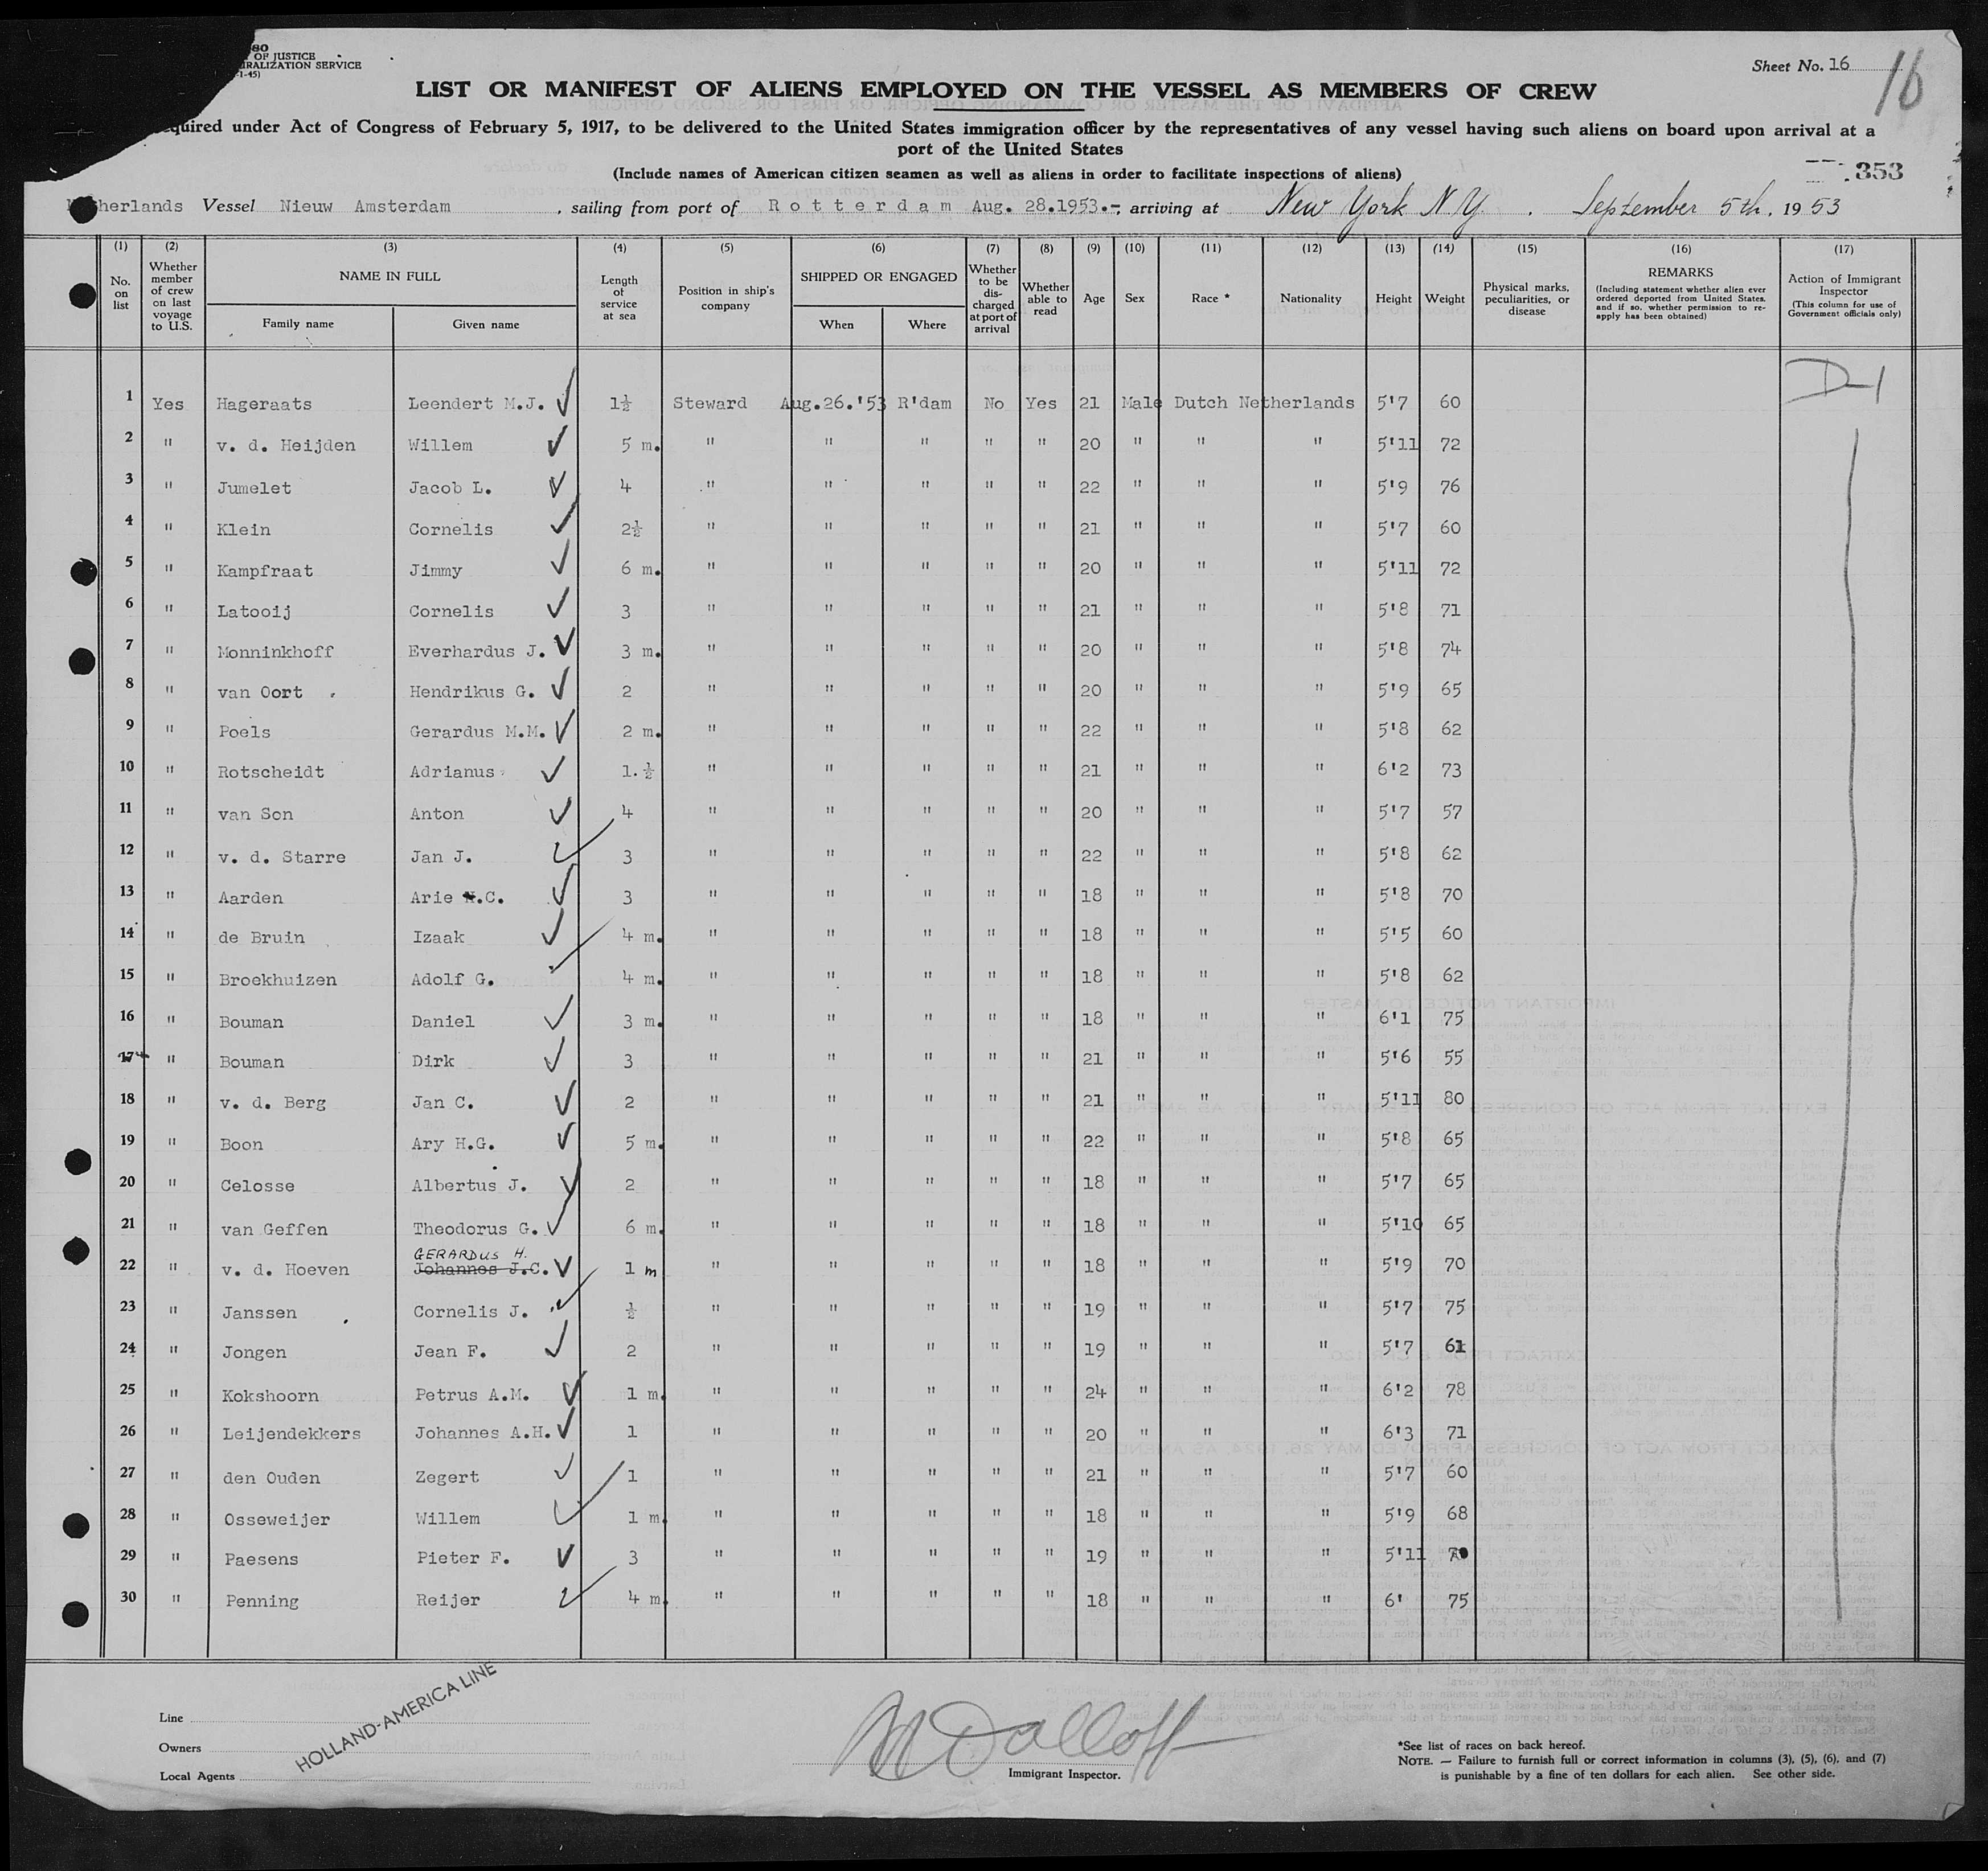 80
OF JUSTICE
URALIZATION SERVICE
-1-45)
Sheet No. 16
16
LIST OR MANIFEST OF ALIENS EMPLOYED ON THE VESSEL AS MEMBERS OF CREW
quired under Act of Congress of February 5, 1917, to be delivered to the United States immigration officer by the representatives of any vessel having such aliens on board upon arrival at a
port of the United States
(Include names of American citizen seamen as well as aliens in order to facilitate inspections of aliens)
353
therlands Vessel Nieuw Amsterdam , sailing from port of Rotterdam Aug. 28.1953.-, arriving at New York N Y . September 5th, 1953
(1) (2) (3) (4) (5) (6) (7) (8) (9) (10) (11) (12) (13) (14) (15) (16) (17)
No. on list
Whether member of crew on last voyage to U.S.
NAME IN FULL
Family name
Given name
Length of service at sea
Position in ship's company
SHIPPED OR ENGAGED
When
Where
Whether to be discharged at port of arrival
Whether able to read
Age
Sex
Race *
Nationality
Height
Weight
Physical marks, peculiarities, or disease
REMARKS
(Including statement whether alien ever ordered deported from United States, and if so, whether permission to re-apply has been obtained)
Action of Immigrant Inspector
(This column for use of Government officials only)
D-1
1 Yes Hageraats Leendert M.J. 1½ Steward Aug.26.'53 R'dam No Yes 21 Male Dutch Netherlands 5'7 60
2 " v. d. Heijden Willem 5 m. " " " " " 20 " " " 5'11 72
3 " Jumelet Jacob L. 4 " " " " " 22 " " " 5'9 76
4 " Klein Cornelis 2½ " " " " " 21 " " " 5'7 60
5 " Kampfraat Jimmy 6 m. " " " " " 20 " " " 5'11 72
6 " Latooij Cornelis 3 " " " " " 21 " " " 5'8 71
7 " Monninkhoff Everhardus J. 3 m. " " " " " 20 " " " 5'8 74
8 " van Oort Hendrikus G. 2 " " " " " 20 " " " 5'9 65
9 " Poels Gerardus M.M. 2 m. " " " " " 22 " " " 5'8 62
10 " Rotscheidt Adrianus 1.½ " " " " " 21 " " " 6'2 73
11 " van Son Anton 4 " " " " " 20 " " " 5'7 57
12 " v. d. Starre Jan J. 3 " " " " " 22 " " " 5'8 62
13 " Aarden Arie N.C. 3 " " " " " 18 " " " 5'8 70
14 " de Bruin Izaak 4 m. " " " " " 18 " " " 5'5 60
15 " Broekhuizen Adolf G. 4 m. " " " " " 18 " " " 5'8 62
16 " Bouman Daniel 3 m. " " " " " 18 " " " 6'1 75
17 " Bouman Dirk 3 " " " " " 21 " " " 5'6 55
18 " v. d. Berg Jan C. 2 " " " " " 21 " " " 5'11 80
19 " Boon Ary H.G. 5 m. " " " " " 22 " " " 5'8 65
20 " Celosse Albertus J. 2 " " " " " 18 " " " 5'7 65
21 " van Geffen Theodorus G. 6 m. " " " " " 18 " " " 5'10 65
GERARDUS H.
22 " v. d. Hoeven Johannes J.C. 1 m " " " " " 18 " " " 5'9 70
23 " Janssen Cornelis J. ½ " " " " " 19 " " " 5'7 75
24 " Jongen Jean F. 2 " " " " " 19 " " " 5'7 61
25 " Kokshoorn Petrus A.M. 1 m. " " " " " 24 " " " 6'2 78
26 " Leijendekkers Johannes A.H. 1 " " " " " 20 " " " 6'3 71
27 " den Ouden Zegert 1 " " " " " 21 " " " 5'7 60
28 " Osseweijer Willem 1 m. " " " " " 18 " " " 5'9 68
29 " Paesens Pieter F. 3 " " " " " 19 " " " 5'11 70
30 " Penning Reijer 4 m. " " " " " 18 " " " 6' 75
Line
Owners
Local Agents
HOLLAND-AMERICA LINE
Immigrant Inspector.
*See list of races on back hereof.
NOTE. — Failure to furnish full or correct information in columns (3), (5), (6), and (7)
is punishable by a fine of ten dollars for each alien. See other side.